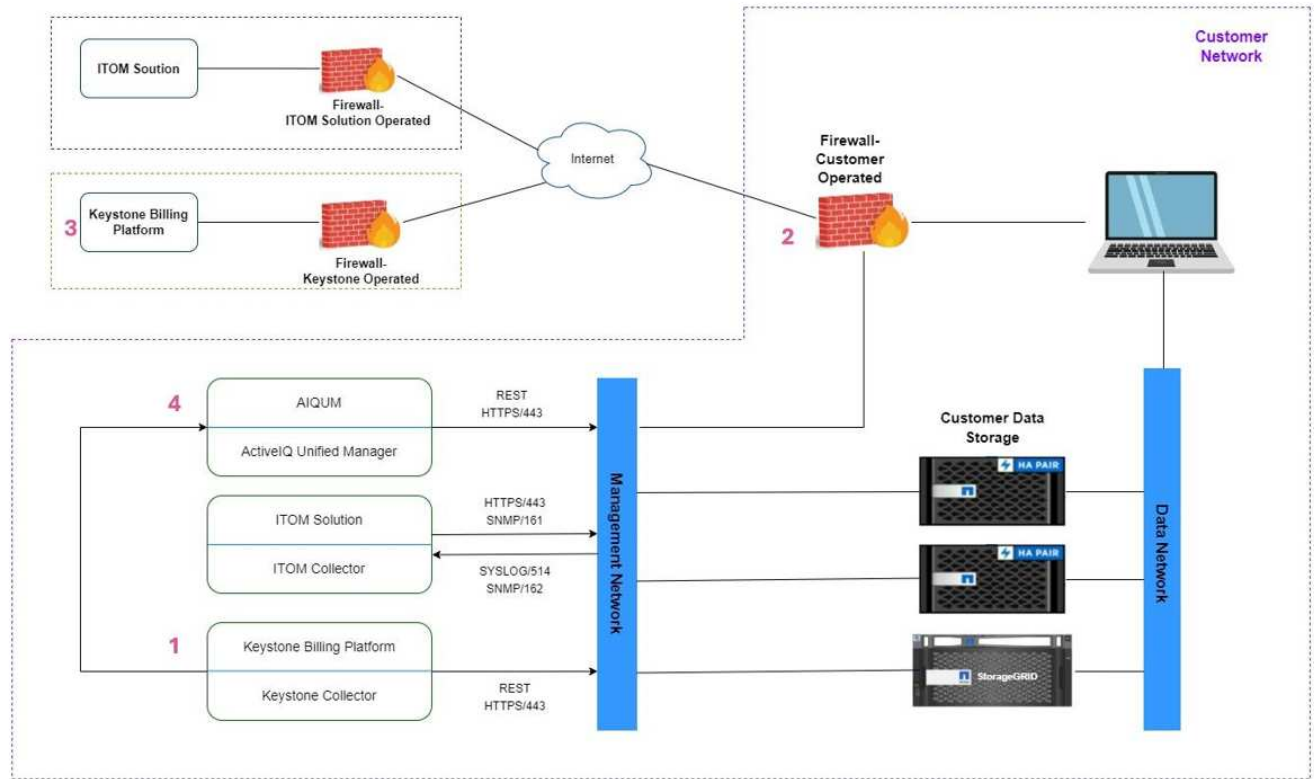 Customer
Network
ITOM Soution
Firewall-
ITOM Solution Operated
Internet
Firewall-
Customer
Operated
3
Keystone Billing
Platform
2
Firewall-
Keystone Operated
4
AIQUM
ActiveIQ Unified Manager
REST
HTTPS/443
Customer Data
Storage
HA PAIR
ITOM Solution
ITOM Collector
HTTPS/443
SNMP/161
SYSLOG/514
SNMP/162
Management Network
HA PAIR
Data Network
1
Keystone Billing Platform
Keystone Collector
REST
HTTPS/443
StorageGRID